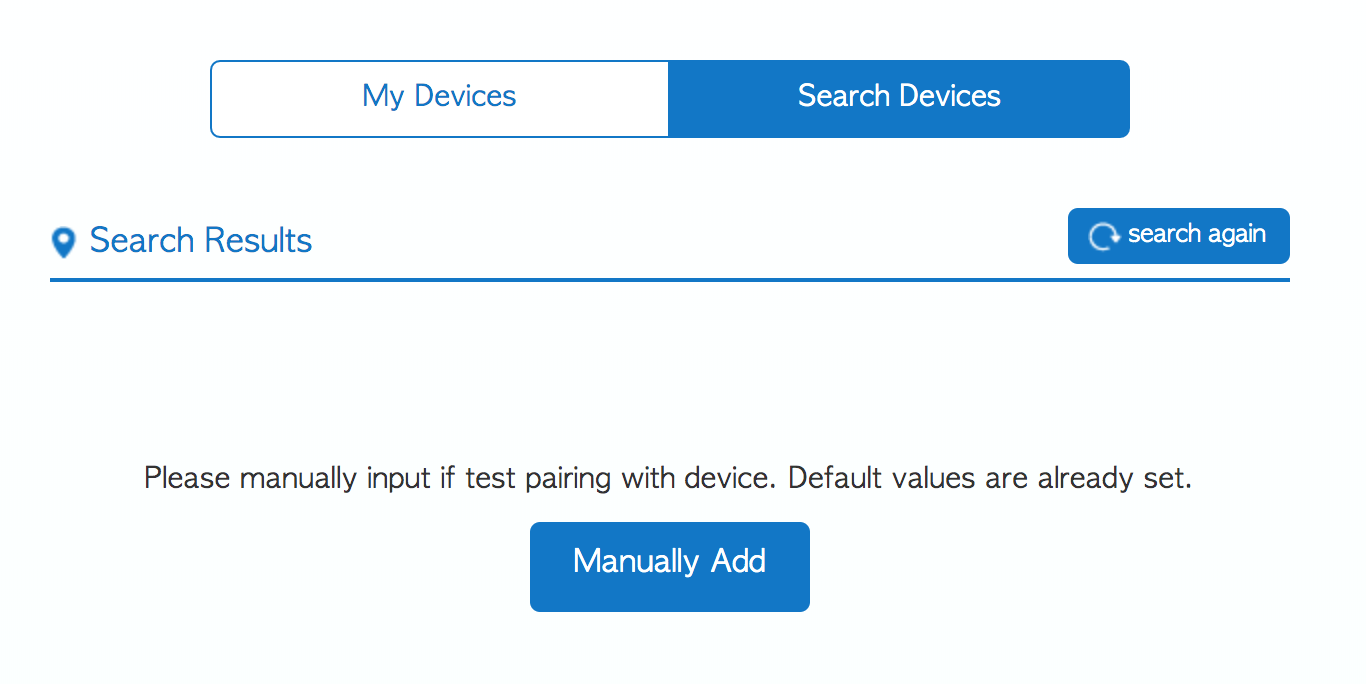 My Devices
Search Devices
Search Results
search again
Please manually input if test pairing with device. Default values are already set.
Manually Add